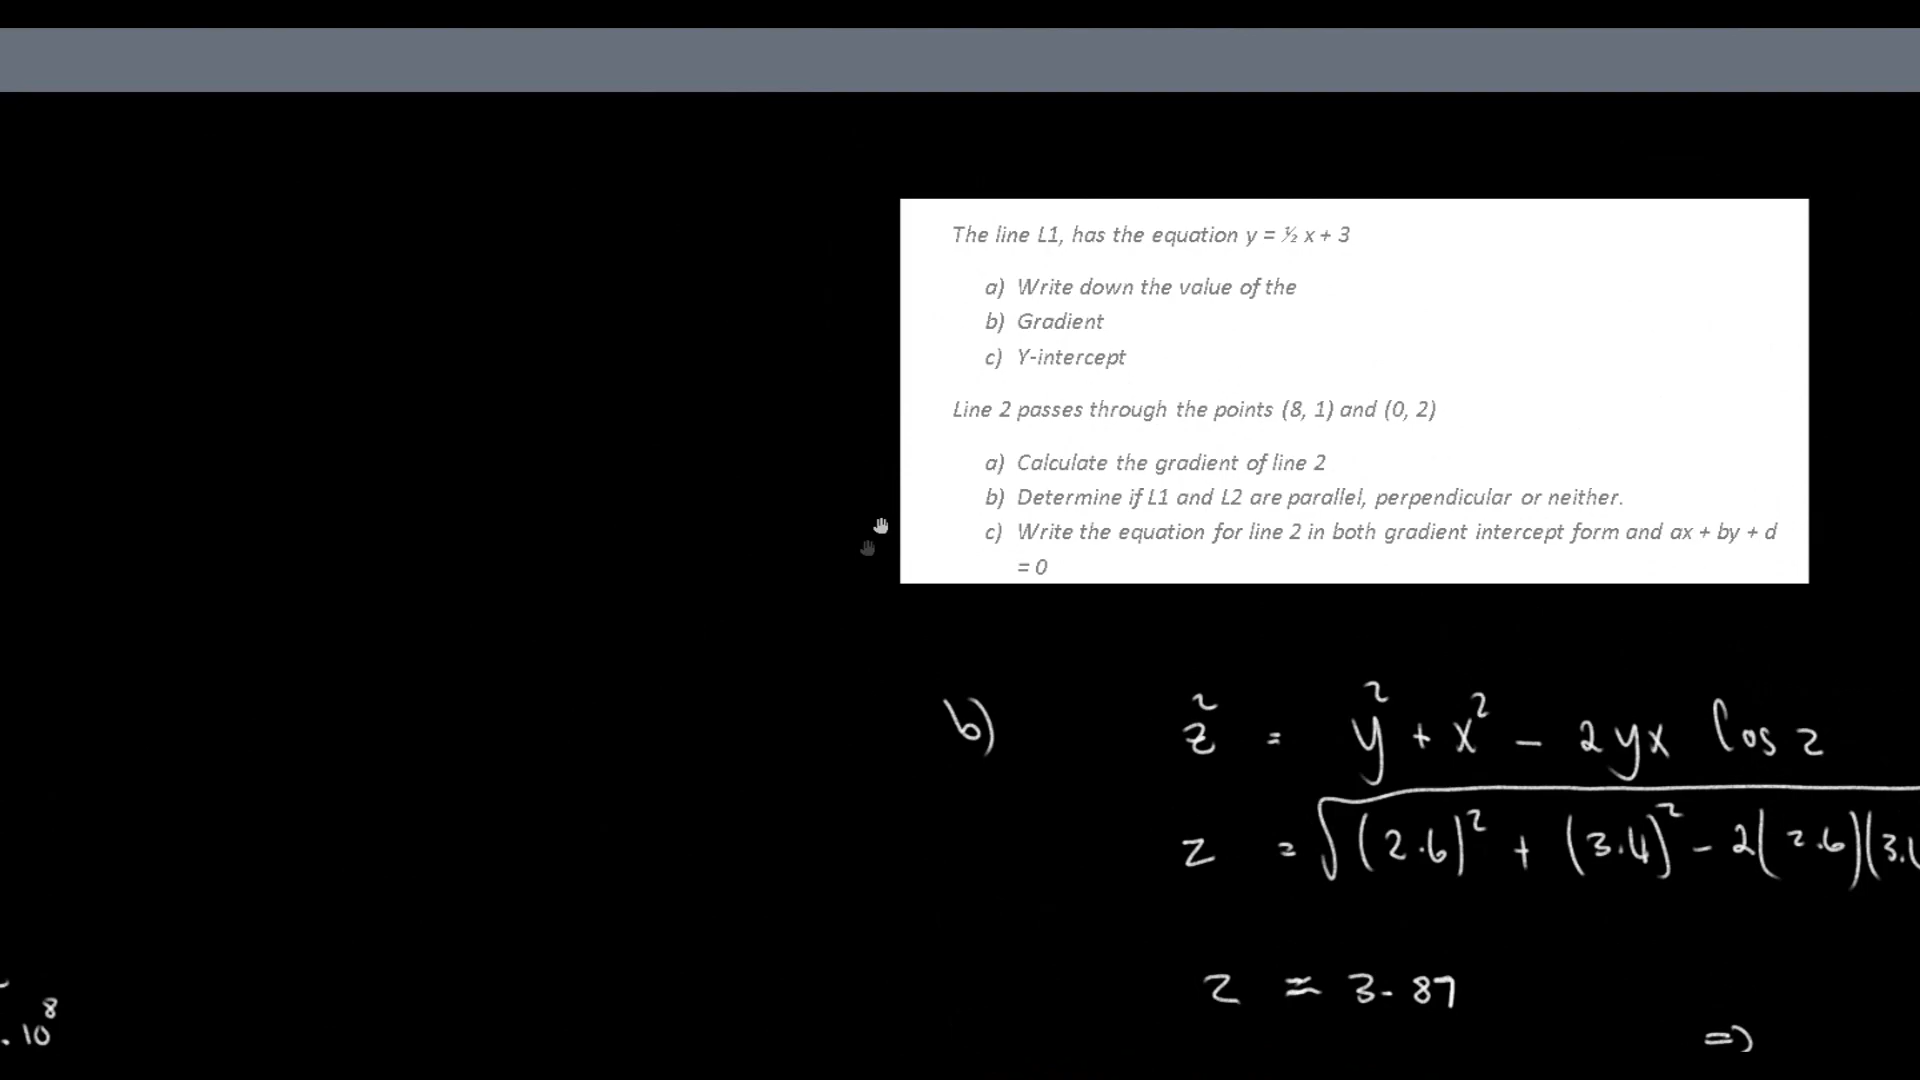 The line L1, has the equation y = ½ x + 3
a) Write down the value of the
b) Gradient
c) Y-intercept
Line 2 passes through the points (8, 1) and (0, 2)
a) Calculate the gradient of line 2
b) Determine if L1 and L2 are parallel, perpendicular or neither.
c) Write the equation for line 2 in both gradient intercept form and ax + by + d
= 0
b) z² = y² + x² - 2yx Cos z
z = √(2.6)² + (3.4)² - 2(2.6)(3.
z ≈ 3.87
=>
. 10⁸